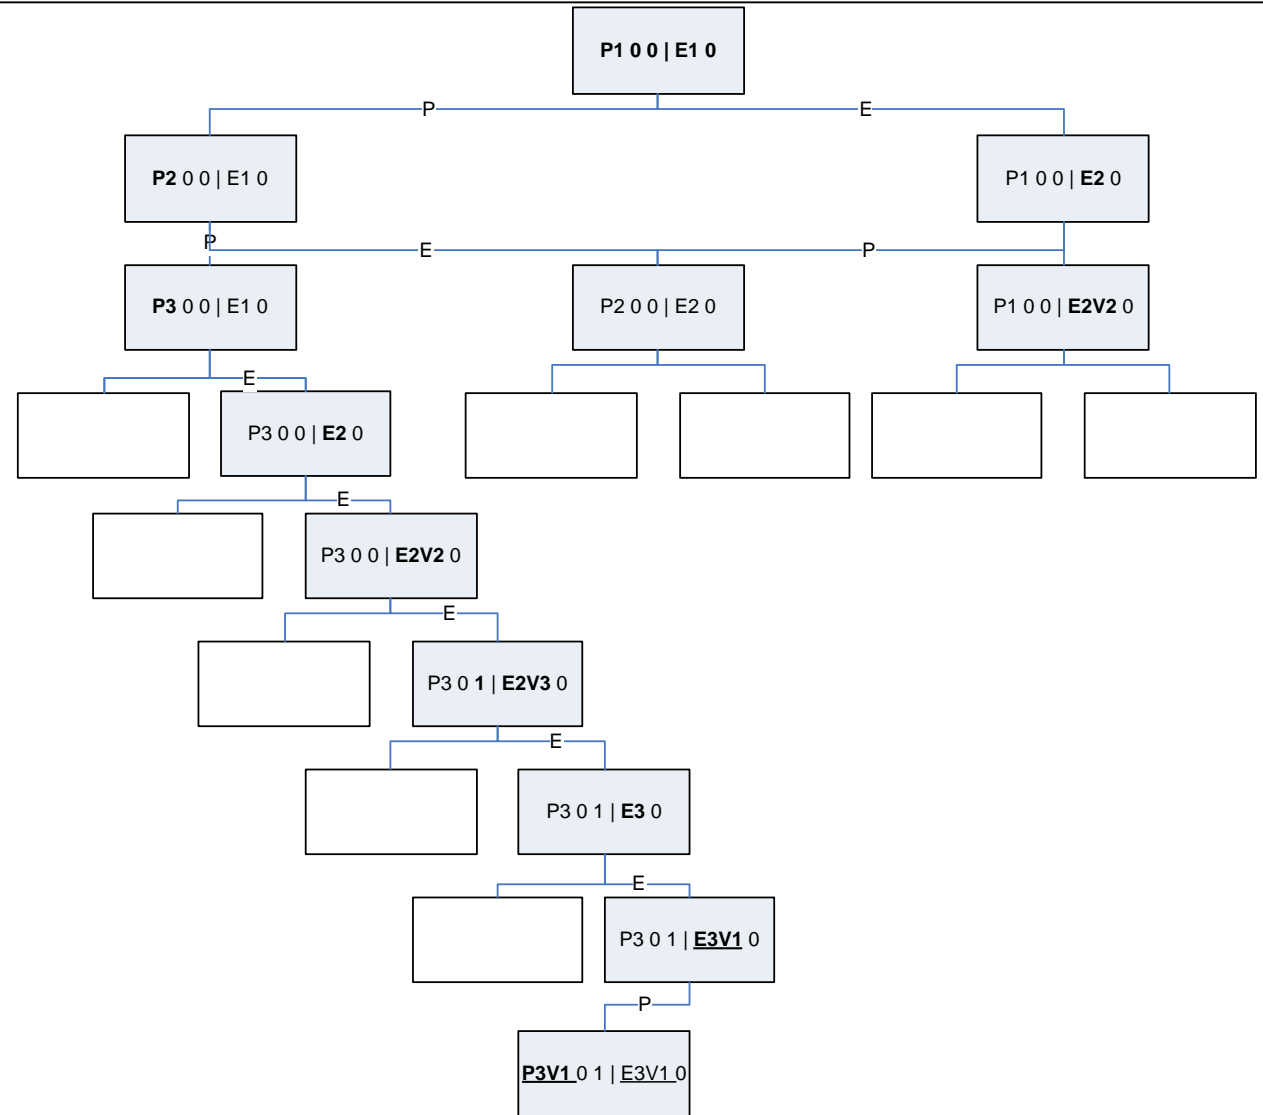 P1 0 0 | E1 0
P
E
P2 0 0 | E1 0
P1 0 0 | E2 0
P
E
P
P3 0 0 | E1 0
P2 0 0 | E2 0
P1 0 0 | E2V2 0
E
P3 0 0 | E2 0
E
P3 0 0 | E2V2 0
E
P3 0 1 | E2V3 0
E
P3 0 1 | E3 0
E
P3 0 1 | E3V1 0
P
P3V1 0 1 | E3V1 0